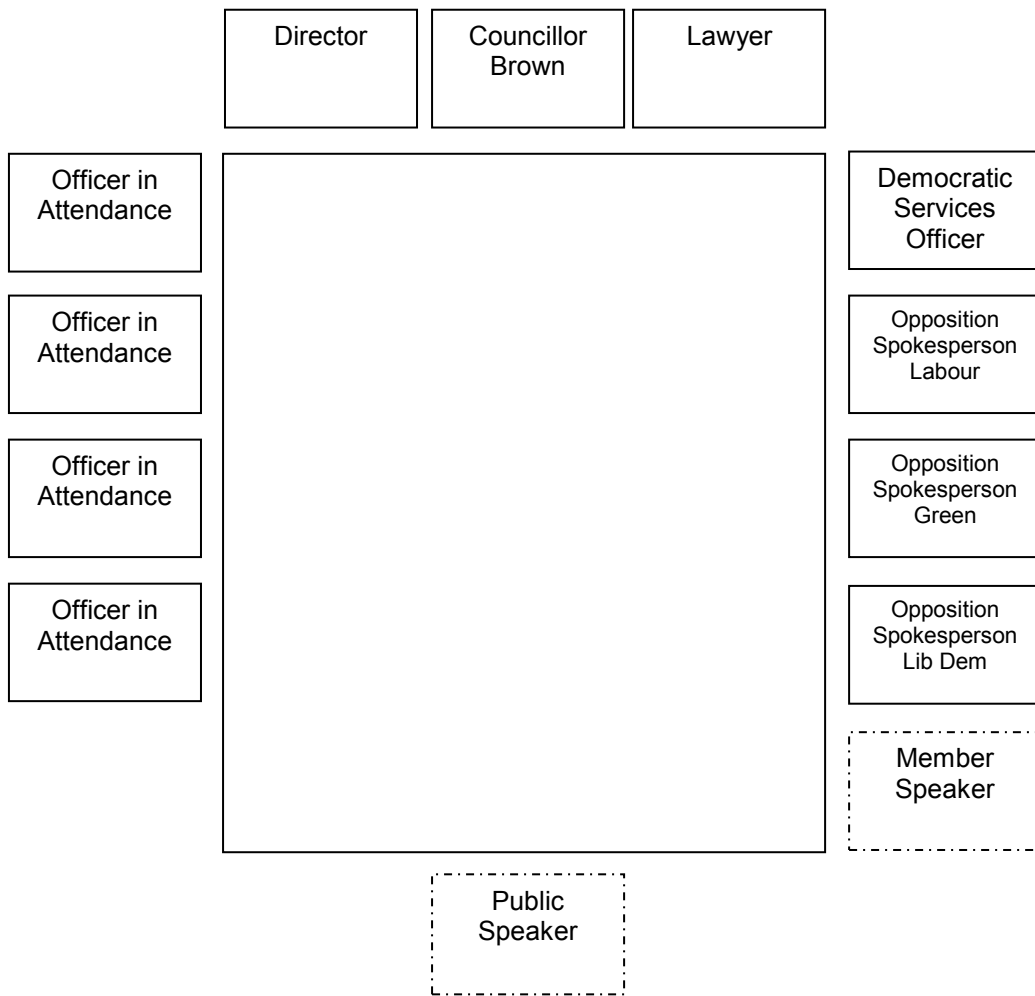 Director
Councillor
Brown
Lawyer
Officer in
Attendance
Democratic
Services
Officer
Officer in
Attendance
Opposition
Spokesperson
Labour
Officer in
Attendance
Opposition
Spokesperson
Green
Officer in
Attendance
Opposition
Spokesperson
Lib Dem
Member
Speaker
Public
Speaker